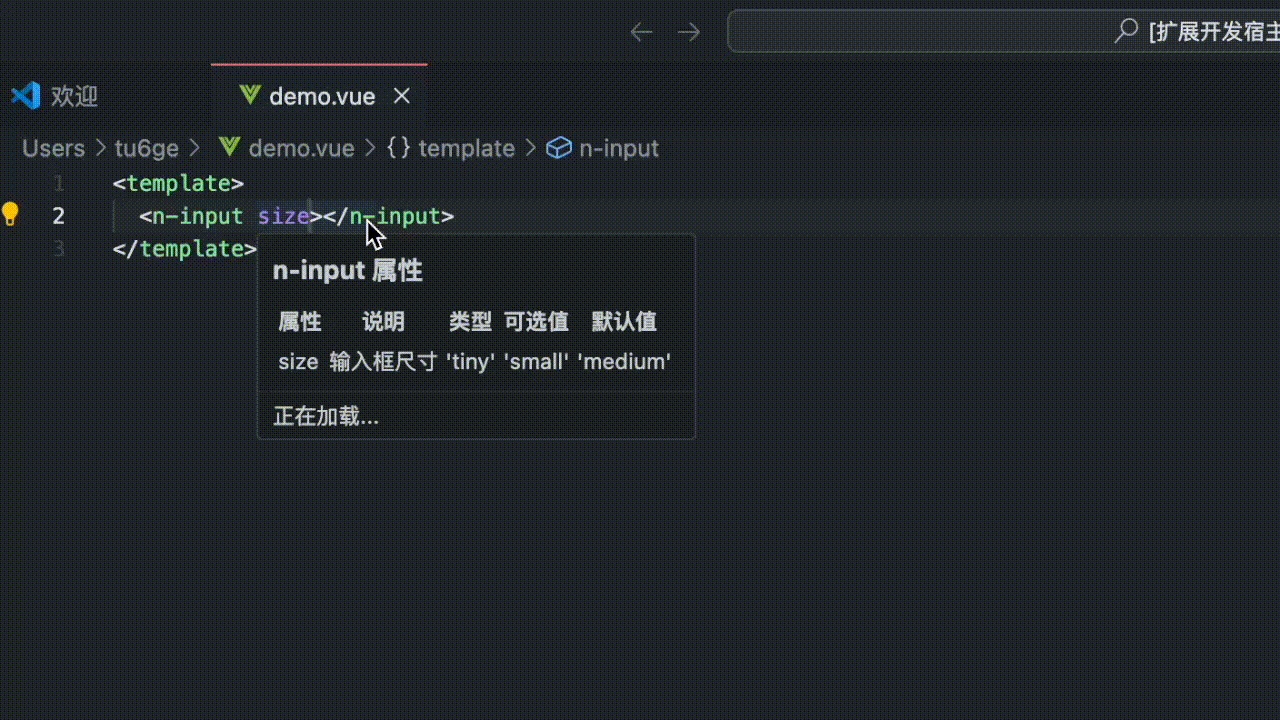 [扩展开发宿主
欢迎 demo.vue
Users > tu6ge > demo.vue > {} template > n-input
1 <template>
2 <n-input size></n-input>
3 </template>
n-input 属性
属性 说明 类型 可选值 默认值
size 输入框尺寸 'tiny' 'small' 'medium'
正在加载...